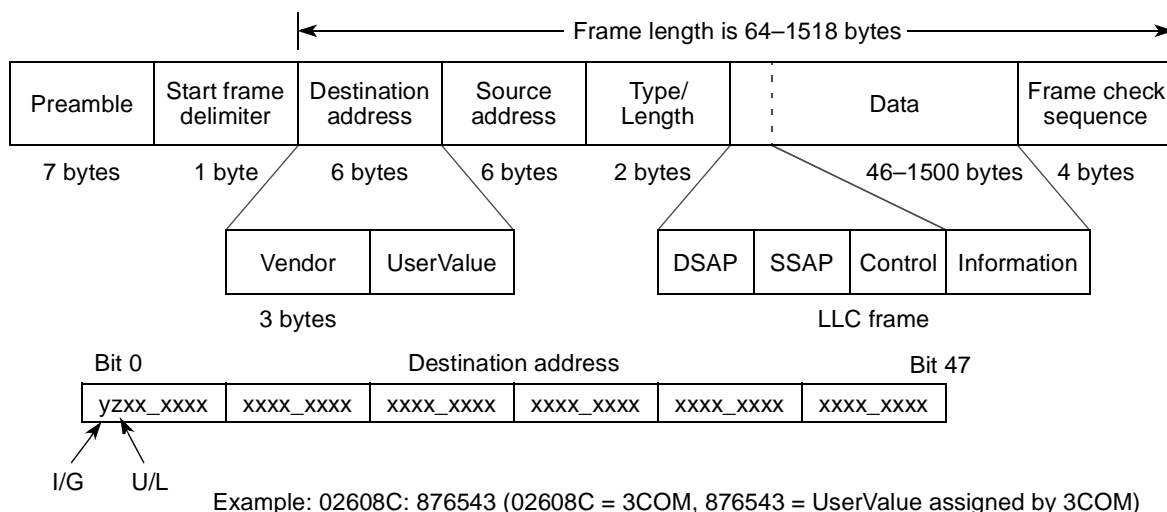 Frame length is 64–1518 bytes
Preamble
Start frame
delimiter
Destination
address
Source
address
Type/
Length
Data
Frame check
sequence
7 bytes
1 byte
6 bytes
6 bytes
2 bytes
46–1500 bytes
4 bytes
Vendor
UserValue
DSAP
SSAP
Control
Information
3 bytes
LLC frame
Bit 0
Destination address
Bit 47
yzxx_xxxx
xxxx_xxxx
xxxx_xxxx
xxxx_xxxx
xxxx_xxxx
xxxx_xxxx
I/G
U/L
Example: 02608C: 876543 (02608C = 3COM, 876543 = UserValue assigned by 3COM)